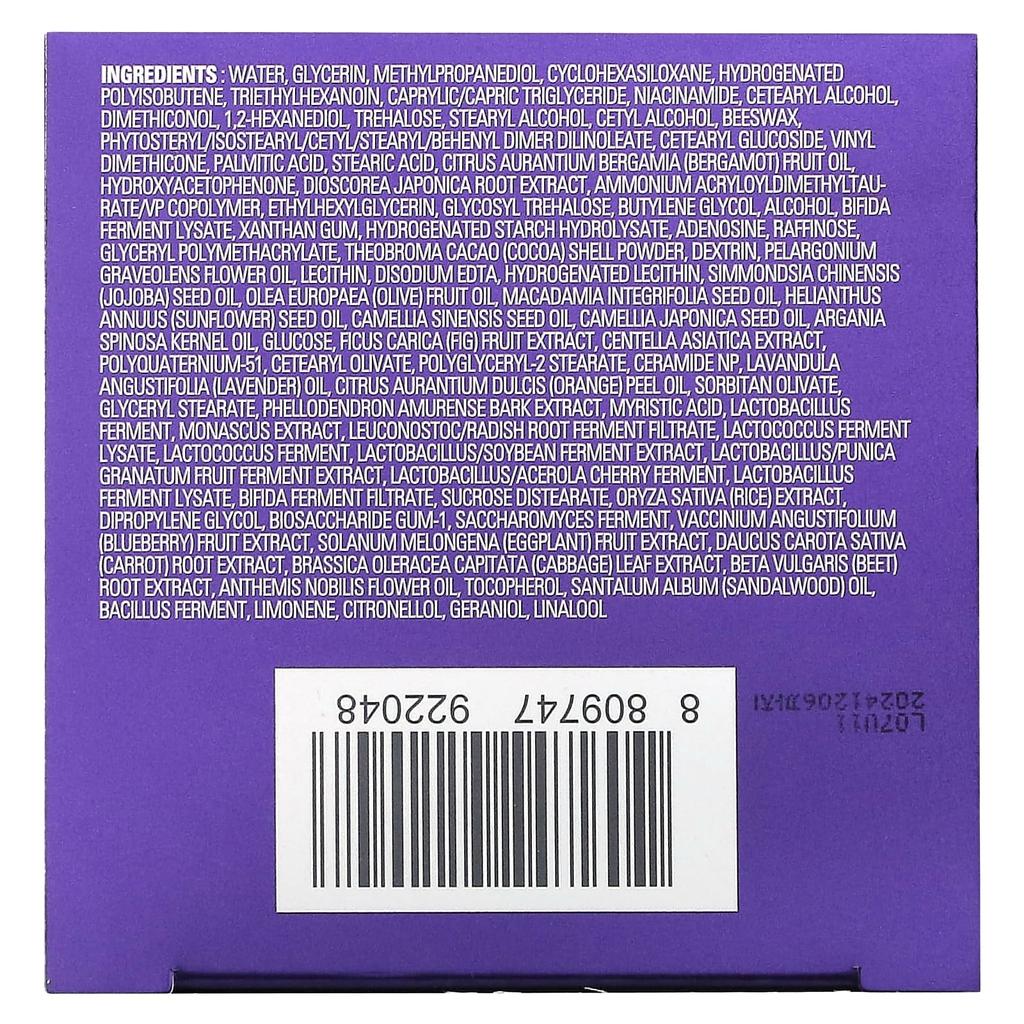 INGREDIENTS : WATER, GLYCERIN, METHYLPROPANEDIOL, CYCLOHEXASILOXANE, HYDROGENATED
POLYISOBUTENE, TRIETHYLHEXANOIN, CAPRYLIC/CAPRIC TRIGLYCERIDE, NIACINAMIDE, CETEARYL ALCOHOL,
DIMETHICONOL, 1,2-HEXANEDIOL, TREHALOSE, STEARYL ALCOHOL, CETYL ALCOHOL, BEESWAX,
PHYTOSTERYL/ISOSTEARYL/CETYL/STEARYL/BEHENYL DIMER DILINOLEATE, CETEARYL GLUCOSIDE, VINYL
DIMETHICONE, PALMITIC ACID, STEARIC ACID, CITRUS AURANTIUM BERGAMIA (BERGAMOT) FRUIT OIL,
HYDROXYACETOPHENONE, DIOSCOREA JAPONICA ROOT EXTRACT, AMMONIUM ACRYLOYLDIMETHYLTAU-
RATE/VP COPOLYMER, ETHYLHEXYLGLYCERIN, GLYCOSYL TREHALOSE, BUTYLENE GLYCOL, ALCOHOL, BIFIDA
FERMENT LYSATE, XANTHAN GUM, HYDROGENATED STARCH HYDROLYSATE, ADENOSINE, RAFFINOSE,
GLYCERYL POLYMETHACRYLATE, THEOBROMA CACAO (COCOA) SHELL POWDER, DEXTRIN, PELARGONIUM
GRAVEOLENS FLOWER OIL, LECITHIN, DISODIUM EDTA, HYDROGENATED LECITHIN, SIMMONDSIA CHINENSIS
(JOJOBA) SEED OIL, OLEA EUROPAEA (OLIVE) FRUIT OIL, MACADAMIA INTEGRIFOLIA SEED OIL, HELIANTHUS
ANNUUS (SUNFLOWER) SEED OIL, CAMELLIA SINENSIS SEED OIL, CAMELLIA JAPONICA SEED OIL, ARGANIA
SPINOSA KERNEL OIL, GLUCOSE, FICUS CARICA (FIG) FRUIT EXTRACT, CENTELLA ASIATICA EXTRACT,
POLYQUATERNIUM-51, CETEARYL OLIVATE, POLYGLYCERYL-2 STEARATE, CERAMIDE NP, LAVANDULA
ANGUSTIFOLIA (LAVENDER) OIL, CITRUS AURANTIUM DULCIS (ORANGE) PEEL OIL, SORBITAN OLIVATE,
GLYCERYL STEARATE, PHELLODENDRON AMURENSE BARK EXTRACT, MYRISTIC ACID, LACTOBACILLUS
FERMENT, MONASCUS EXTRACT, LEUCONOSTOC/RADISH ROOT FERMENT FILTRATE, LACTOCOCCUS FERMENT
LYSATE, LACTOCOCCUS FERMENT, LACTOBACILLUS/SOYBEAN FERMENT EXTRACT, LACTOBACILLUS/PUNICA
GRANATUM FRUIT FERMENT EXTRACT, LACTOBACILLUS/ACEROLA CHERRY FERMENT, LACTOBACILLUS
FERMENT LYSATE, BIFIDA FERMENT FILTRATE, SUCROSE DISTEARATE, ORYZA SATIVA (RICE) EXTRACT,
DIPROPYLENE GLYCOL, BIOSACCHARIDE GUM-1, SACCHAROMYCES FERMENT, VACCINIUM ANGUSTIFOLIUM
(BLUEBERRY) FRUIT EXTRACT, SOLANUM MELONGENA (EGGPLANT) FRUIT EXTRACT, DAUCUS CAROTA SATIVA
(CARROT) ROOT EXTRACT, BRASSICA OLERACEA CAPITATA (CABBAGE) LEAF EXTRACT, BETA VULGARIS (BEET)
ROOT EXTRACT, ANTHEMIS NOBILIS FLOWER OIL, TOCOPHEROL, SANTALUM ALBUM (SANDALWOOD) OIL,
BACILLUS FERMENT, LIMONENE, CITRONELLOL, GERANIOL, LINALOOL
8 809747 922048
L07U11
20241206까지